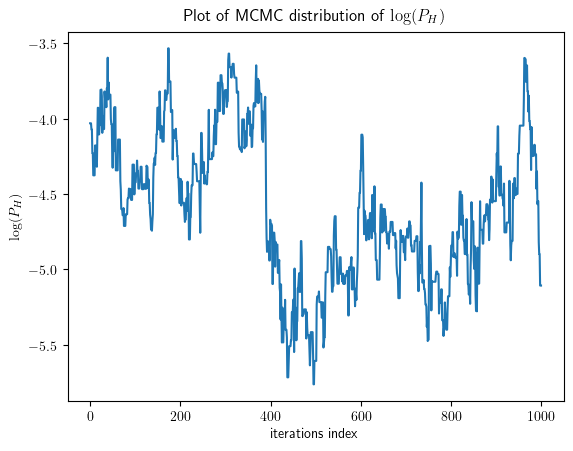 Plot of MCMC distribution of log(P_H)
−3.5
−4.0
−4.5
−5.0
−5.5
log(P_H)
0 200 400 600 800 1000
iterations index